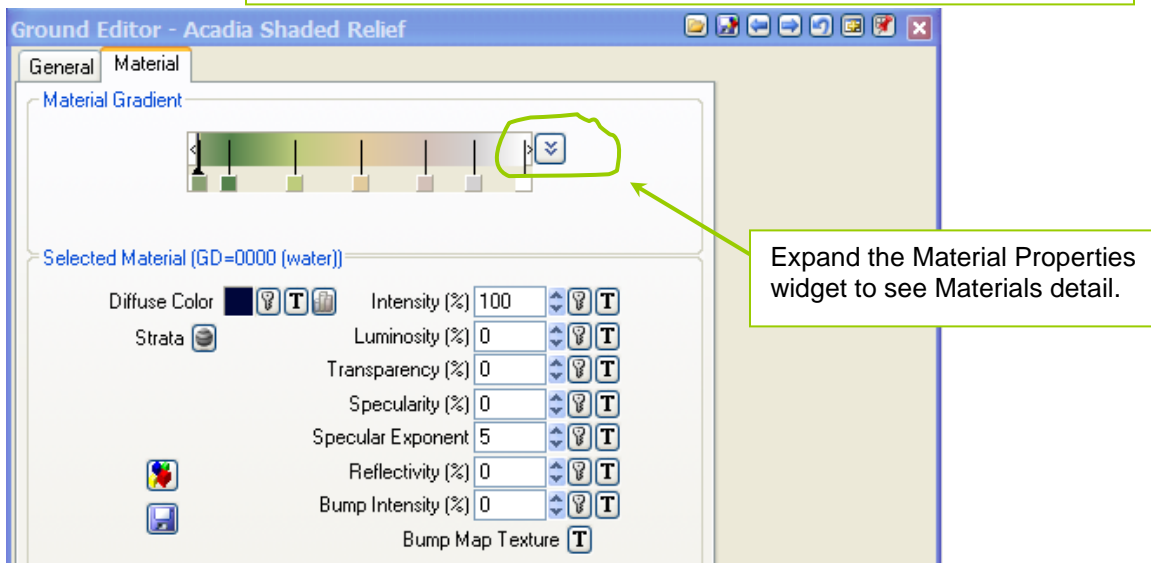 Ground Editor - Acadia Shaded Relief
General Material
Material Gradient
Selected Material (GD=0000 (water))
Diffuse Color T Intensity (%) 100 T
Strata Luminosity (%) 0 T
Transparency (%) 0 T
Specularity (%) 0 T
Specular Exponent 5 T
Reflectivity (%) 0 T
Bump Intensity (%) 0 T
Bump Map Texture T
Expand the Material Properties
widget to see Materials detail.